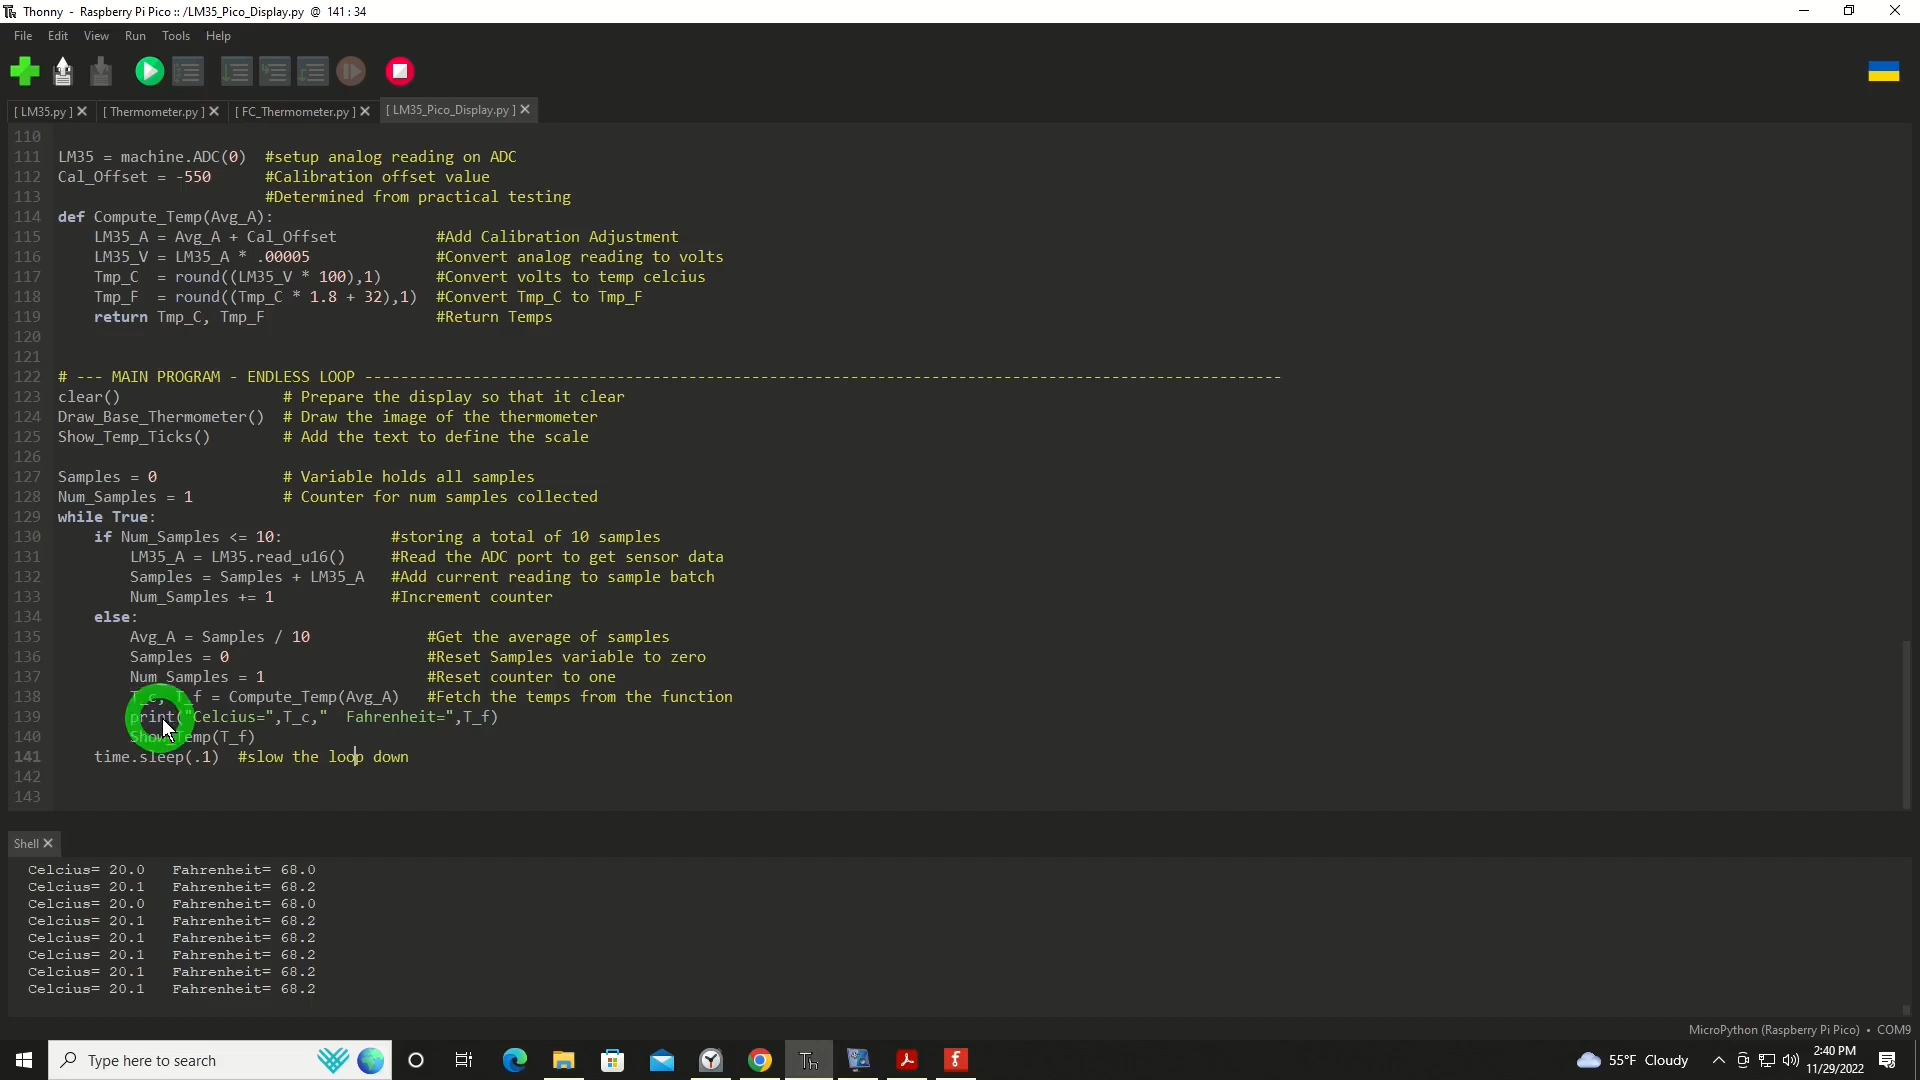 Thonny - Raspberry Pi Pico :: /LM35_Pico_Display.py @ 141 : 34
File Edit View Run Tools Help
[ LM35.py ] [ Thermometer.py ] [ FC_Thermometer.py ] [ LM35_Pico_Display.py ]
110
111 LM35 = machine.ADC(0) #setup analog reading on ADC
112 Cal_Offset = -550 #Calibration offset value
113 #Determined from practical testing
114 def Compute_Temp(Avg_A):
115 LM35_A = Avg_A + Cal_Offset #Add Calibration Adjustment
116 LM35_V = LM35_A * .00005 #Convert analog reading to volts
117 Tmp_C = round((LM35_V * 100),1) #Convert volts to temp celcius
118 Tmp_F = round((Tmp_C * 1.8 + 32),1) #Convert Tmp_C to Tmp_F
119 return Tmp_C, Tmp_F #Return Temps
120
121
122 # --- MAIN PROGRAM - ENDLESS LOOP ------------------------------------------------------------------------------------------------------
123 clear() # Prepare the display so that it clear
124 Draw_Base_Thermometer() # Draw the image of the thermometer
125 Show_Temp_Ticks() # Add the text to define the scale
126
127 Samples = 0 # Variable holds all samples
128 Num_Samples = 1 # Counter for num samples collected
129 while True:
130 if Num_Samples <= 10: #storing a total of 10 samples
131 LM35_A = LM35.read_u16() #Read the ADC port to get sensor data
132 Samples = Samples + LM35_A #Add current reading to sample batch
133 Num_Samples += 1 #Increment counter
134 else:
135 Avg_A = Samples / 10 #Get the average of samples
136 Samples = 0 #Reset Samples variable to zero
137 Num_Samples = 1 #Reset counter to one
138 T_c, T_f = Compute_Temp(Avg_A) #Fetch the temps from the function
139 print("Celcius=",T_c," Fahrenheit=",T_f)
140 Show_Temp(T_f)
141 time.sleep(.1) #slow the loop down
142
143
Shell
Celcius= 20.0 Fahrenheit= 68.0
Celcius= 20.1 Fahrenheit= 68.2
Celcius= 20.0 Fahrenheit= 68.0
Celcius= 20.1 Fahrenheit= 68.2
Celcius= 20.1 Fahrenheit= 68.2
Celcius= 20.1 Fahrenheit= 68.2
Celcius= 20.1 Fahrenheit= 68.2
Celcius= 20.1 Fahrenheit= 68.2
MicroPython (Raspberry Pi Pico) • COM9
Type here to search
Th
55°F Cloudy
2:40 PM
11/29/2022